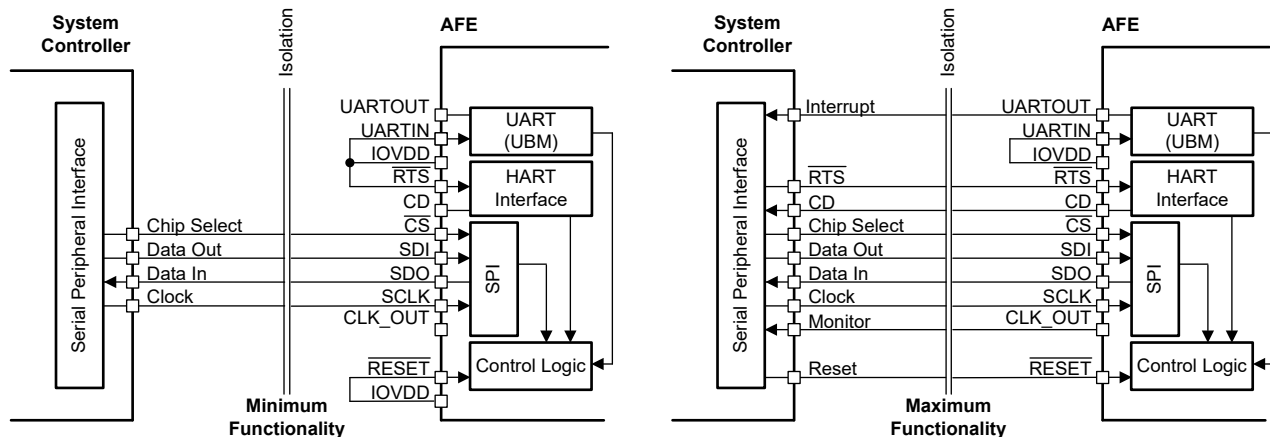 System
Controller
Isolation
AFE
Serial Peripheral Interface
UARTOUT
UARTIN
IOVDD
RTS
CD
UART
(UBM)
HART
Interface
Chip Select
Data Out
Data In
Clock
CS
SDI
SDO
SCLK
CLK_OUT
SPI
RESET
IOVDD
Control Logic
Minimum
Functionality
System
Controller
Isolation
AFE
Serial Peripheral Interface
Interrupt
RTS
CD
Chip Select
Data Out
Data In
Clock
Monitor
Reset
UARTOUT
UARTIN
IOVDD
RTS
CD
CS
SDI
SDO
SCLK
CLK_OUT
RESET
UART
(UBM)
HART
Interface
SPI
Control Logic
Maximum
Functionality